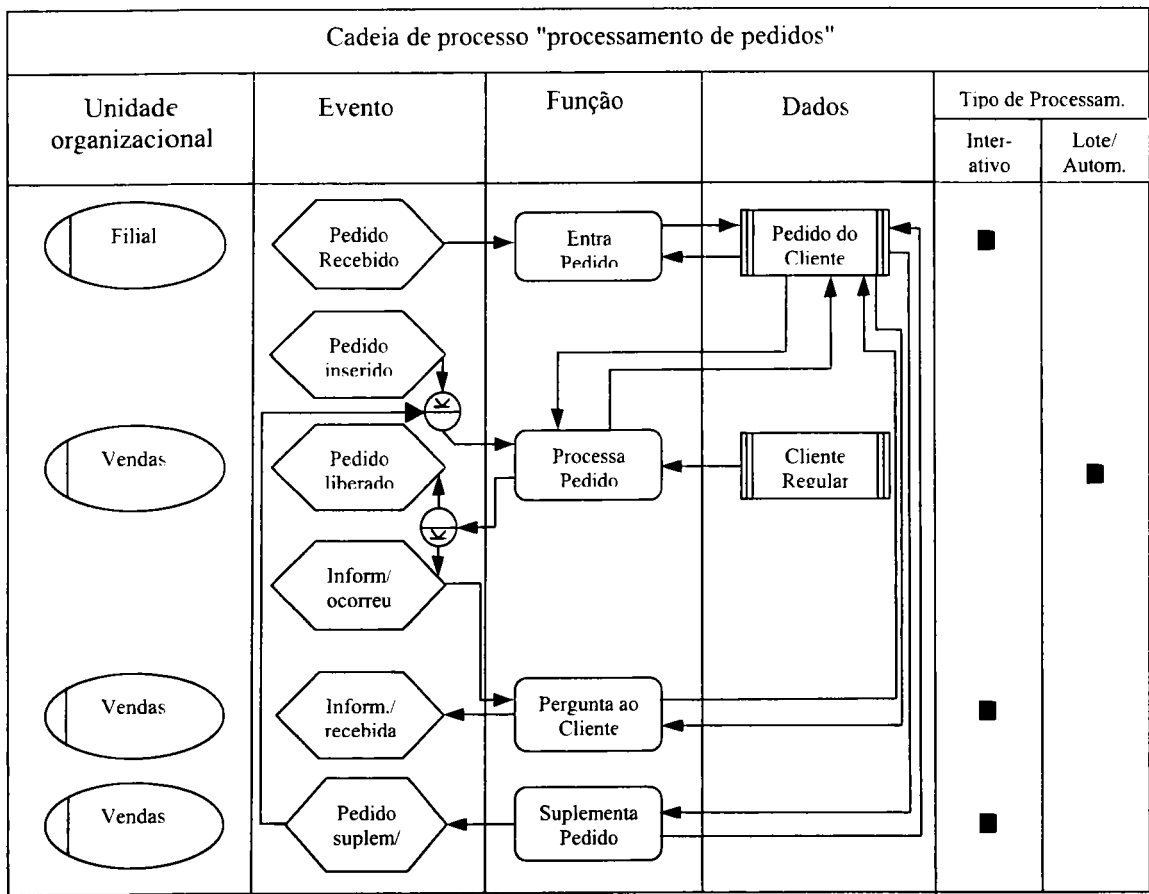 Cadeia de processo "processamento de pedidos"
Unidade
organizacional
Evento
Função
Dados
Tipo de Processam.
Inter-
ativo
Lote/
Autom.
Filial
Pedido
Recebido
Entra
Pedido
Pedido do
Cliente
Pedido
inserido
Vendas
Pedido
liberado
Processa
Pedido
Cliente
Regular
Inform/
ocorreu
Vendas
Inform./
recebida
Pergunta ao
Cliente
Vendas
Pedido
suplem/
Suplementa
Pedido